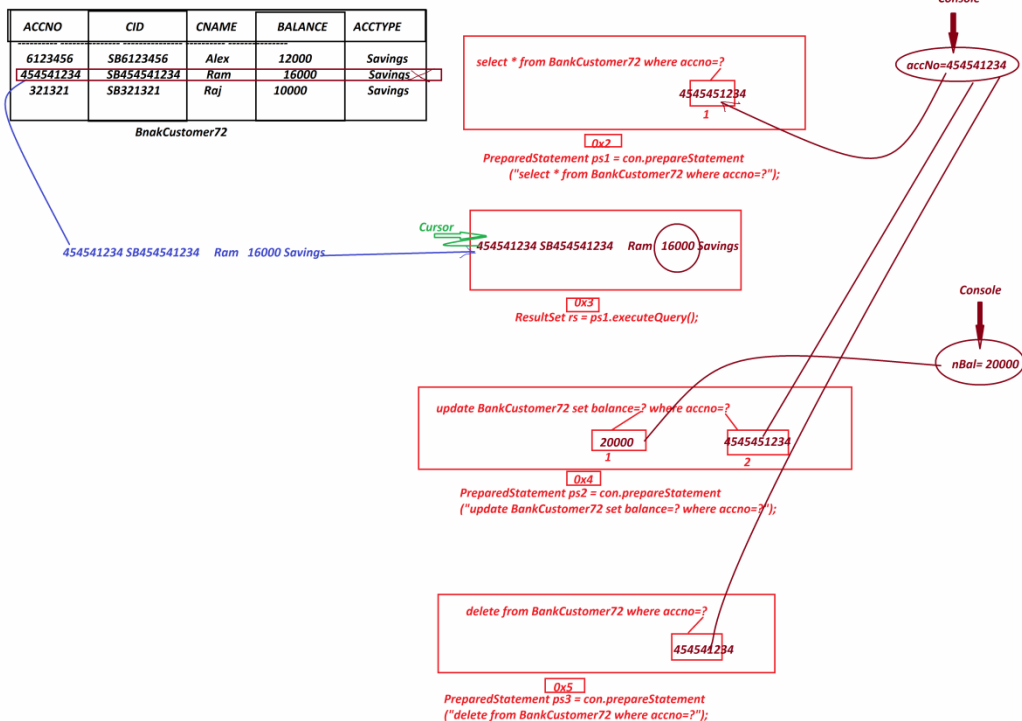 Console
ACCNO CID CNAME BALANCE ACCTYPE
6123456 SB6123456 Alex 12000 Savings
454541234 SB454541234 Ram 16000 Savings
321321 SB321321 Raj 10000 Savings
BnakCustomer72
select * from BankCustomer72 where accno=?
4545451234
1
accNo=454541234
0x2
PreparedStatement ps1 = con.prepareStatement
("select * from BankCustomer72 where accno=?");
Cursor
454541234 SB454541234 Ram 16000 Savings
454541234 SB454541234 Ram 16000 Savings
0x3
ResultSet rs = ps1.executeQuery();
Console
nBal= 20000
update BankCustomer72 set balance=? where accno=?
20000 4545451234
1 2
0x4
PreparedStatement ps2 = con.prepareStatement
("update BankCustomer72 set balance=? where accno=?");
delete from BankCustomer72 where accno=?
454541234
0x5
PreparedStatement ps3 = con.prepareStatement
("delete from BankCustomer72 where accno=?");